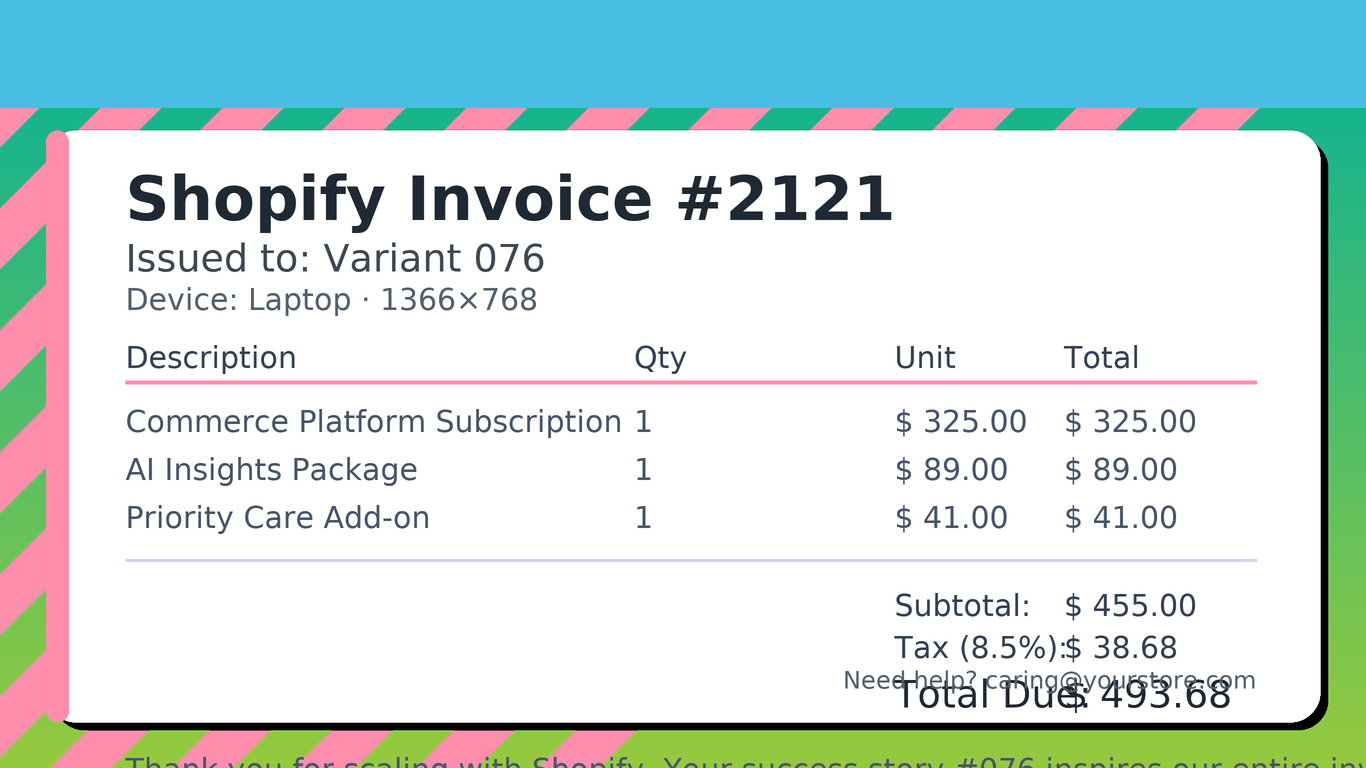 Shopify Invoice #2121
Issued to: Variant 076
Device: Laptop · 1366×768
Description Qty Unit Total
Commerce Platform Subscription 1 $ 325.00 $ 325.00
AI Insights Package 1 $ 89.00 $ 89.00
Priority Care Add-on 1 $ 41.00 $ 41.00
Subtotal: $ 455.00
Tax (8.5%): $ 38.68
Need help? caring@yourstore.com
Total Due: $ 493.68
Thank you for scaling with Shopify. Your success story #076 inspires our entire